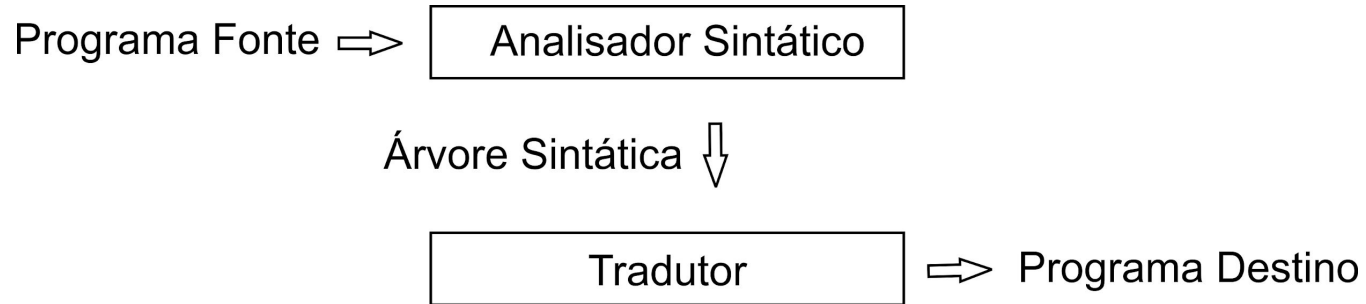 Programa Fonte
Analisador Sintático
Árvore Sintática
Tradutor
Programa Destino